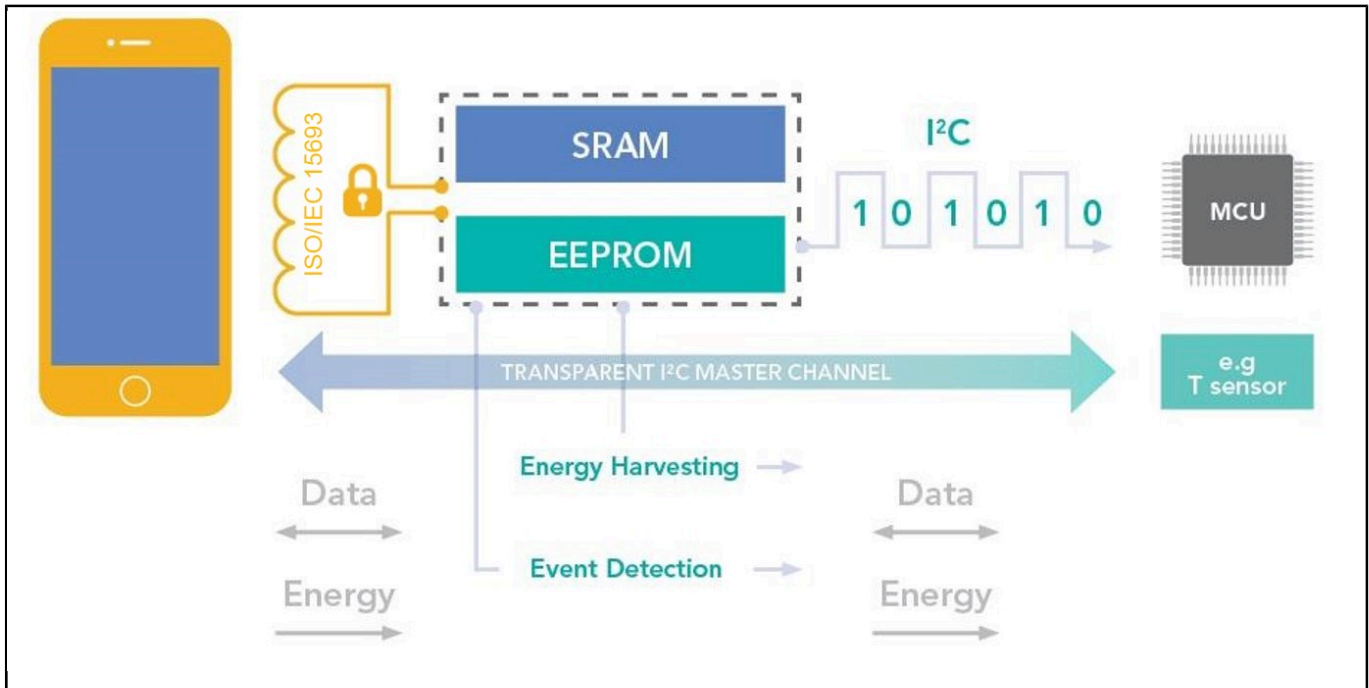 ISO/IEC 15693
SRAM
EEPROM
I²C
1 0 1 0 1 0
MCU
TRANSPARENT I²C MASTER CHANNEL
e.g
T sensor
Energy Harvesting
Event Detection
Data
Energy
Data
Energy